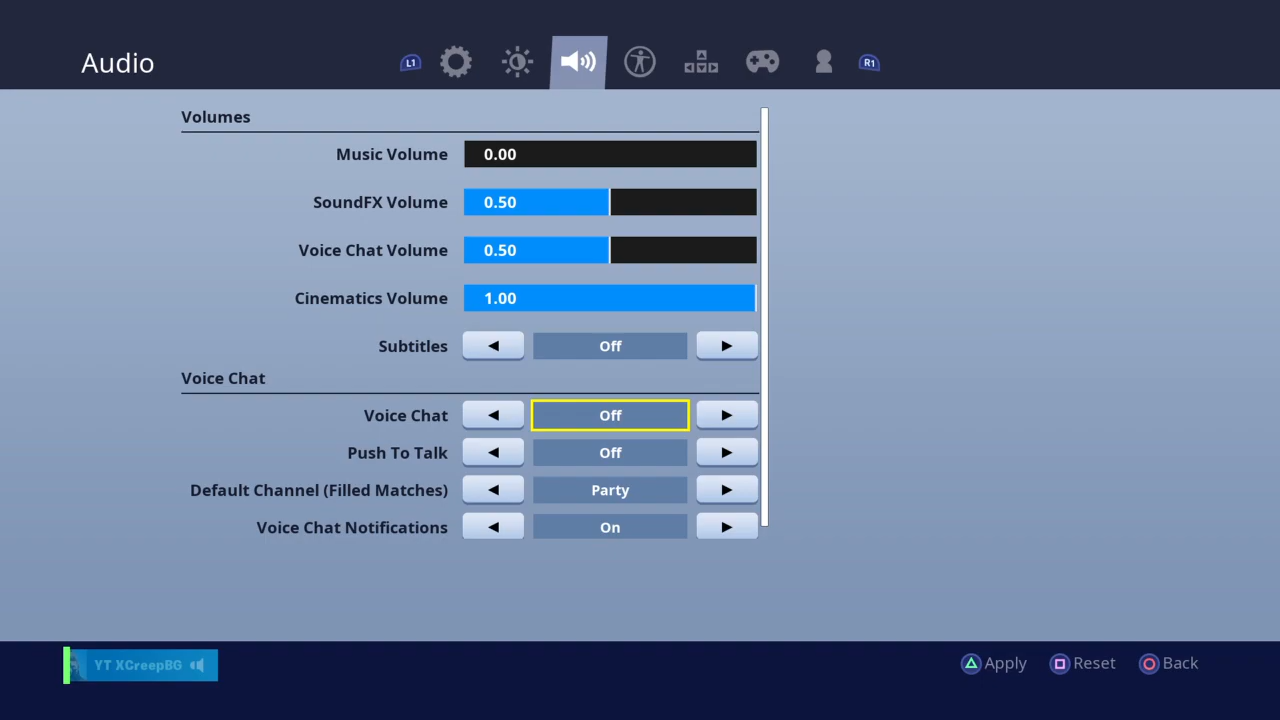 Audio
L1
R1
Volumes
Music Volume 0.00
SoundFX Volume 0.50
Voice Chat Volume 0.50
Cinematics Volume 1.00
Subtitles Off
Voice Chat
Voice Chat Off
Push To Talk Off
Default Channel (Filled Matches) Party
Voice Chat Notifications On
YT XCreepBG
Apply Reset Back